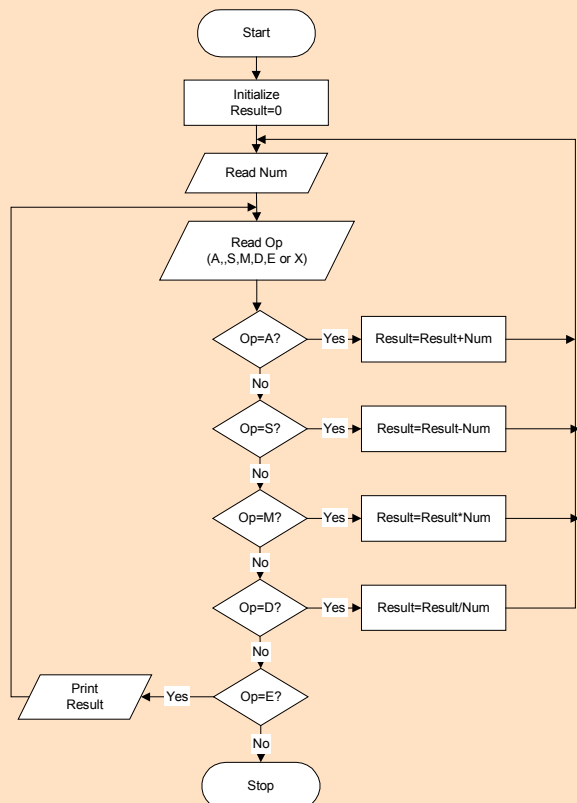 Start
Initialize
Result=0
Read Num
Read Op
(A,,S,M,D,E or X)
Op=A?
Yes
Result=Result+Num
No
Op=S?
Yes
Result=Result-Num
No
Op=M?
Yes
Result=Result*Num
No
Op=D?
Yes
Result=Result/Num
No
Print
Result
Yes
Op=E?
No
Stop